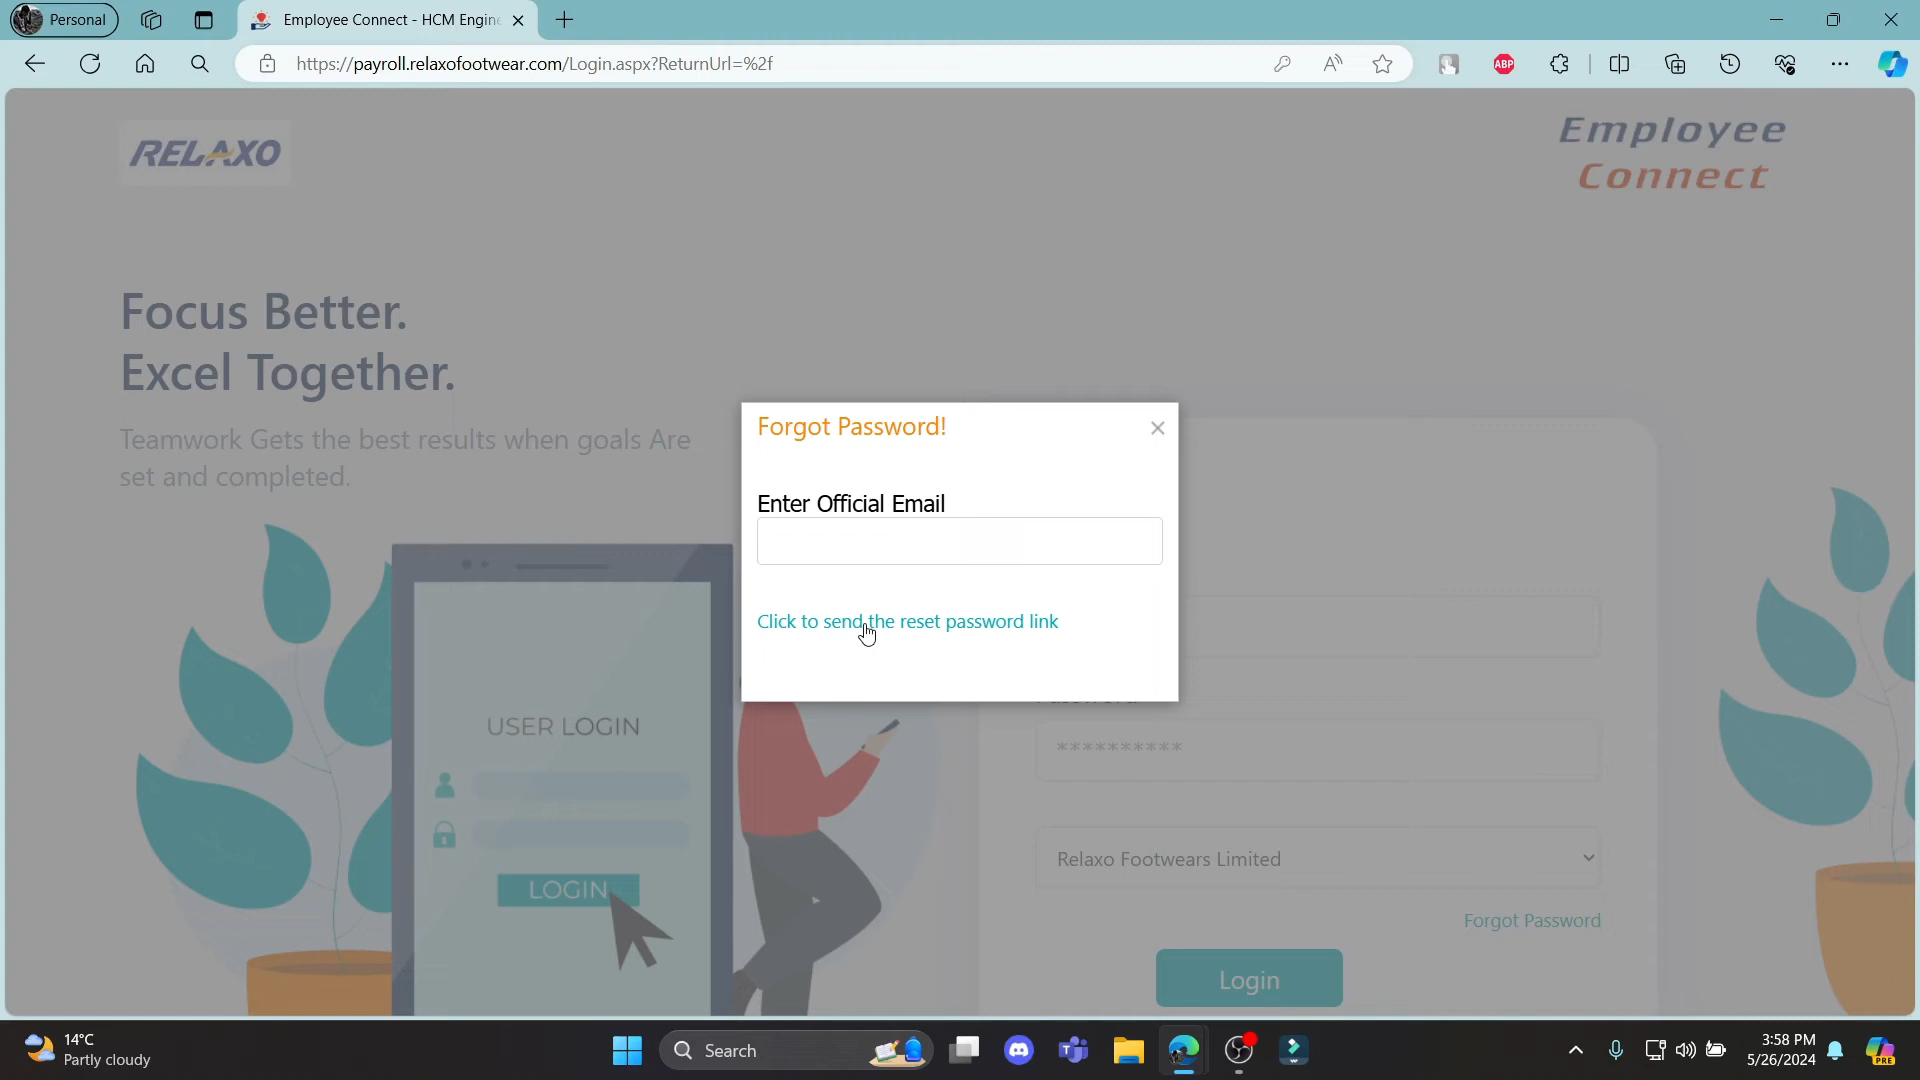 Personal
Employee Connect - HCM Engine
https://payroll.relaxofootwear.com/Login.aspx?ReturnUrl=%2f
ABP
RELAXO
Employee
Connect
Focus Better.
Excel Together.
Teamwork Gets the best results when goals Are
set and completed.
Forgot Password!
Enter Official Email
Click to send the reset password link
USER LOGIN
LOGIN
**********
Relaxo Footwears Limited
Forgot Password
Login
14°C
Partly cloudy
Search
3:58 PM
5/26/2024
PRE